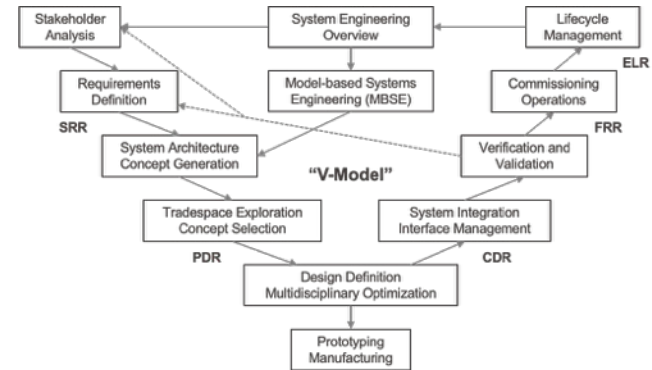 Stakeholder
Analysis
System Engineering
Overview
Lifecycle
Management
ELR
Requirements
Definition
Model-based Systems
Engineering (MBSE)
Commissioning
Operations
SRR
FRR
System Architecture
Concept Generation
Verification and
Validation
“V-Model”
Tradespace Exploration
Concept Selection
System Integration
Interface Management
PDR
CDR
Design Definition
Multidisciplinary Optimization
Prototyping
Manufacturing